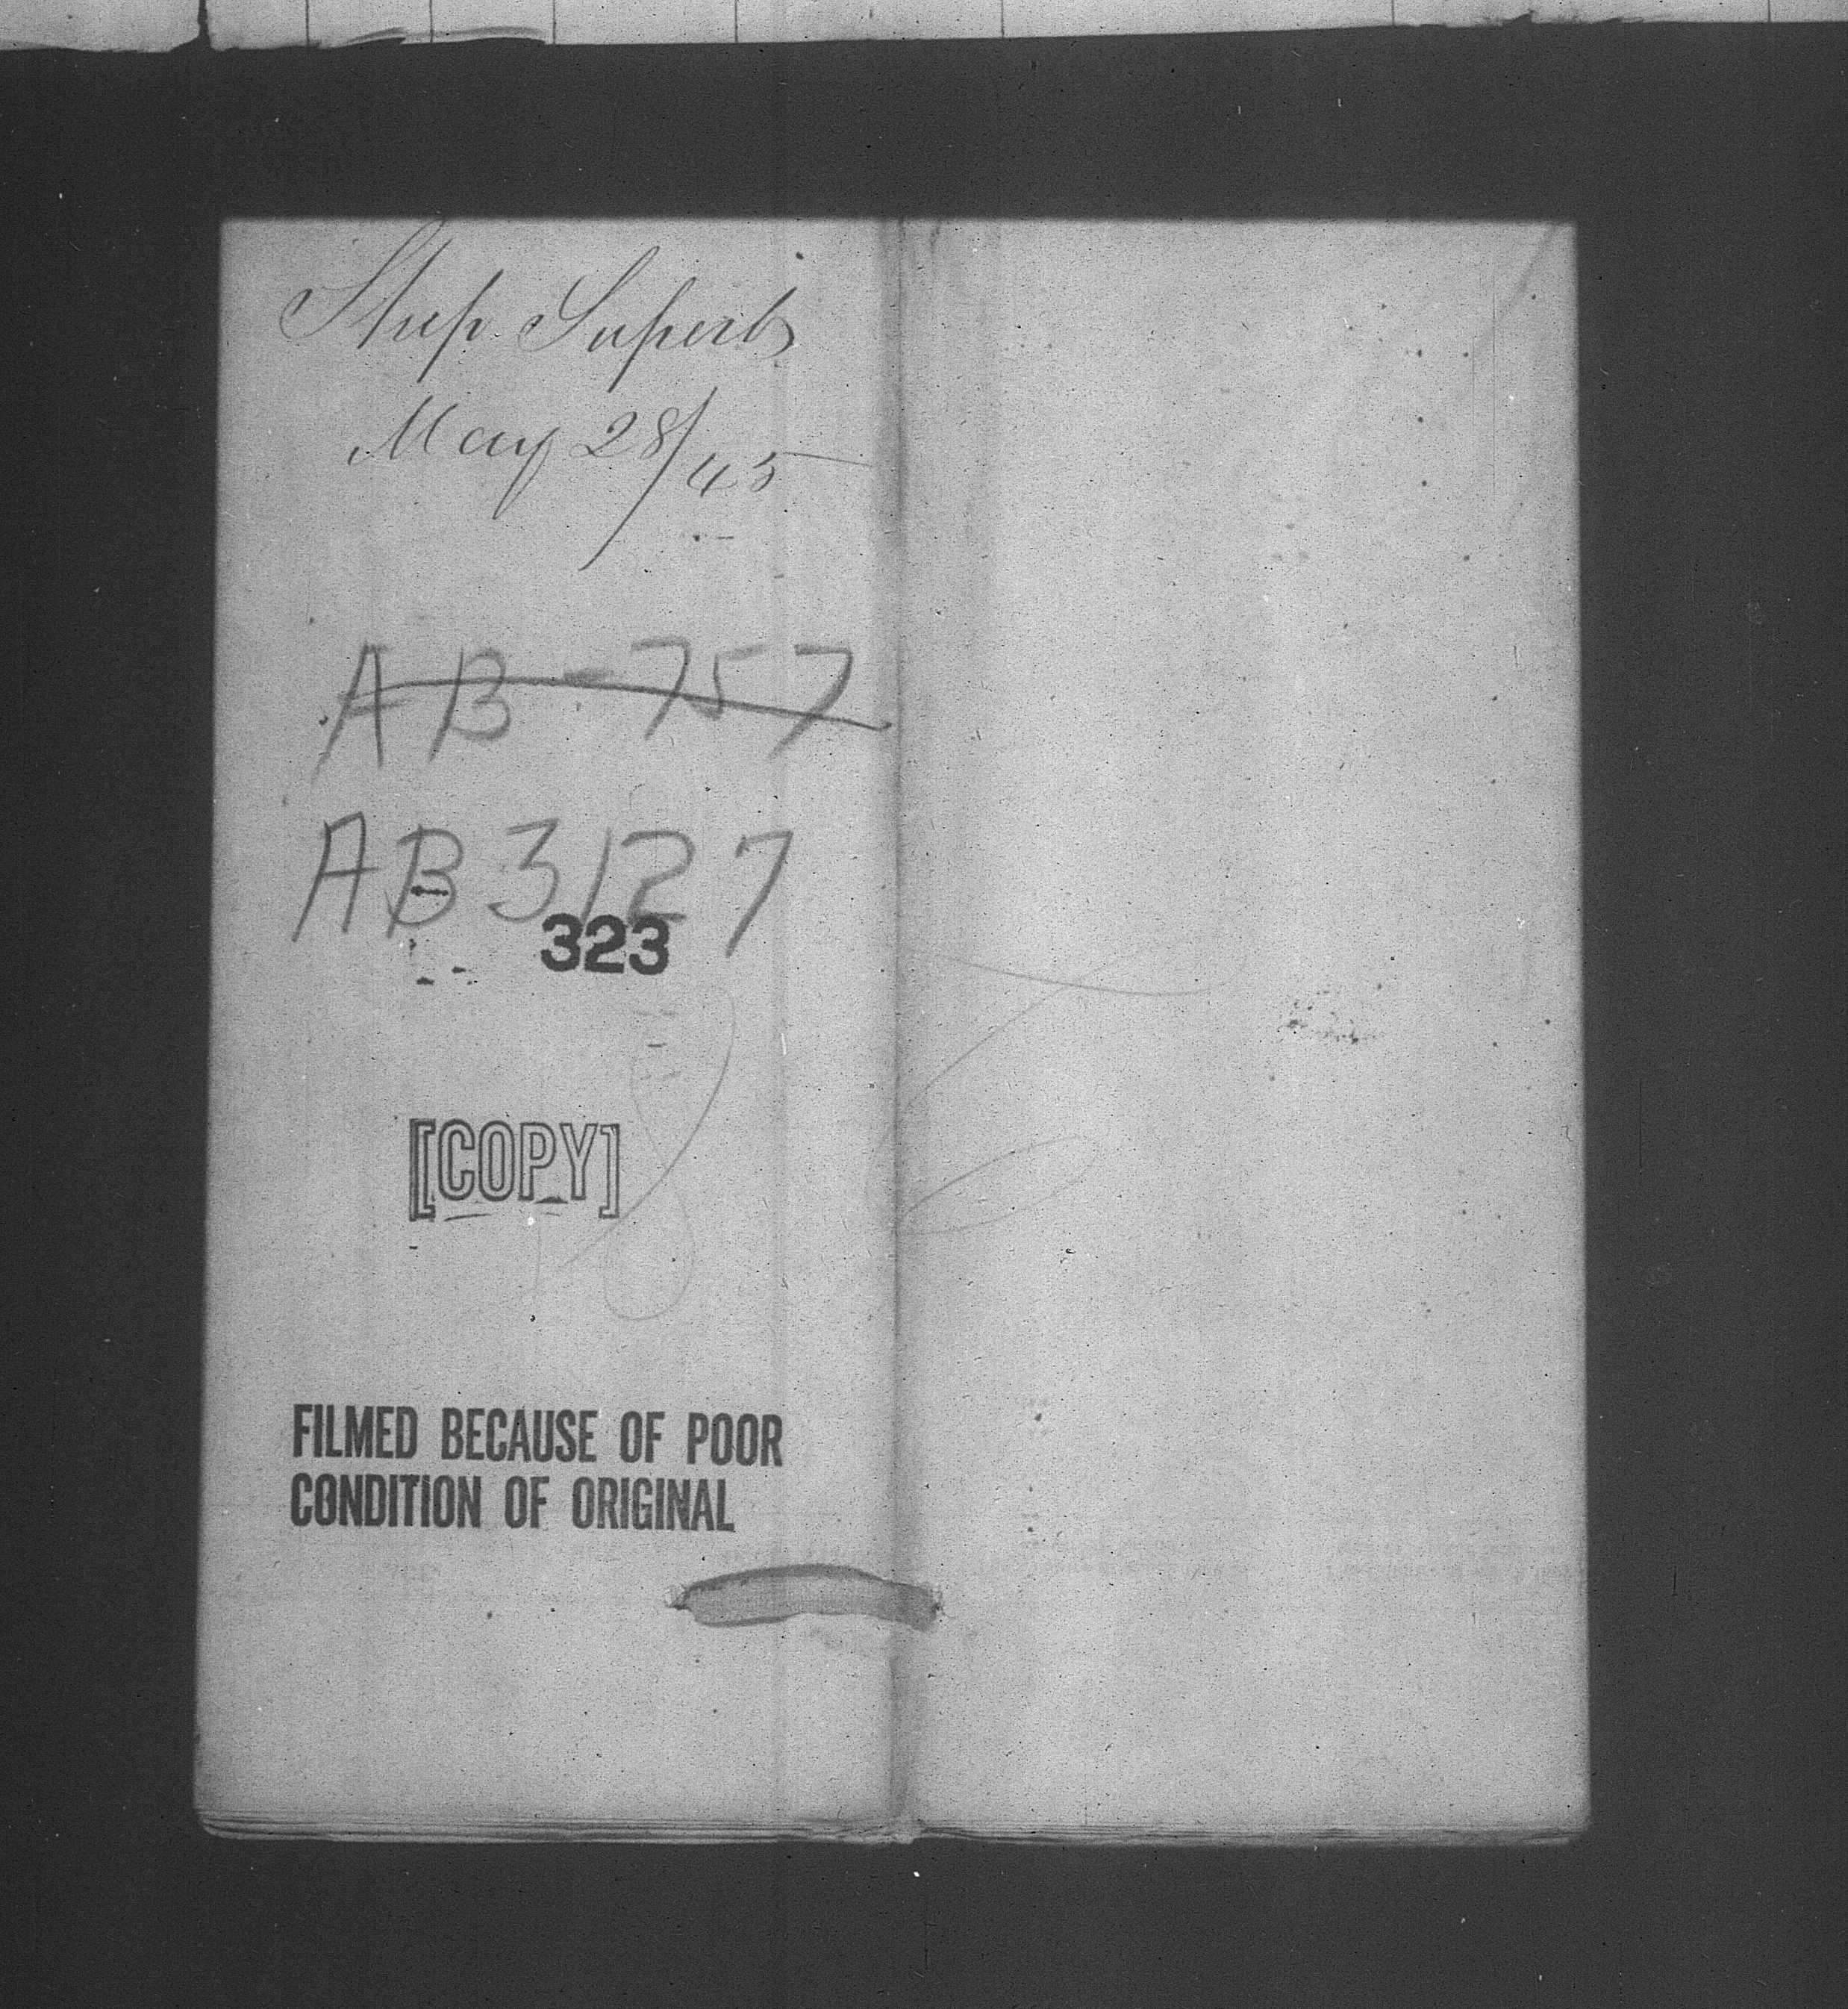 Ship Superb
May 28/45
AB-757
AB 3127
323
[COPY]
FILMED BECAUSE OF POOR
CONDITION OF ORIGINAL